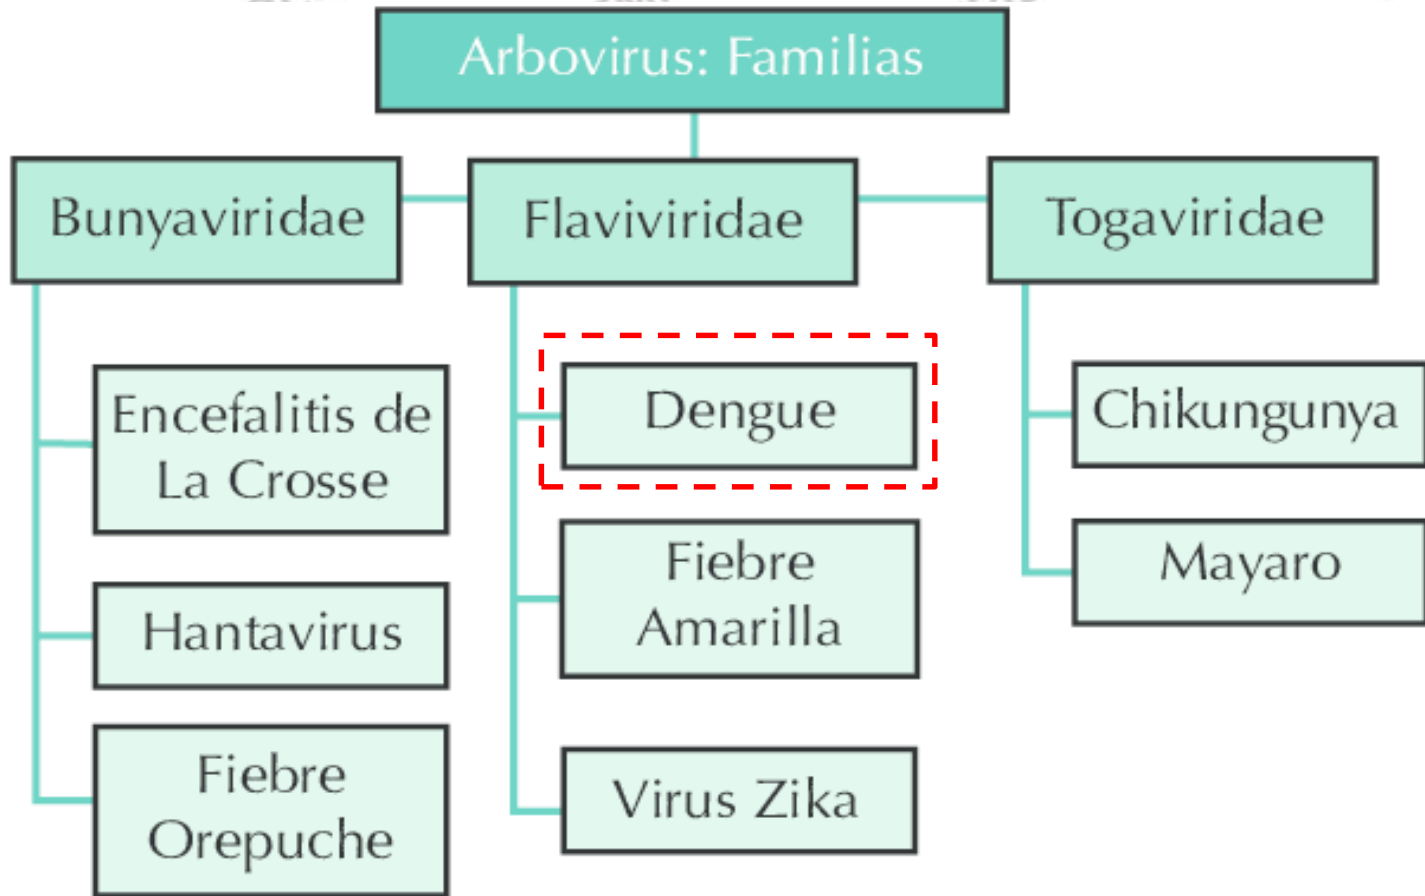 Arbovirus: Familias
Bunyaviridae
Flaviviridae
Togaviridae
Encefalitis de
La Crosse
Hantavirus
Fiebre
Orepuche
Dengue
Fiebre
Amarilla
Virus Zika
Chikungunya
Mayaro